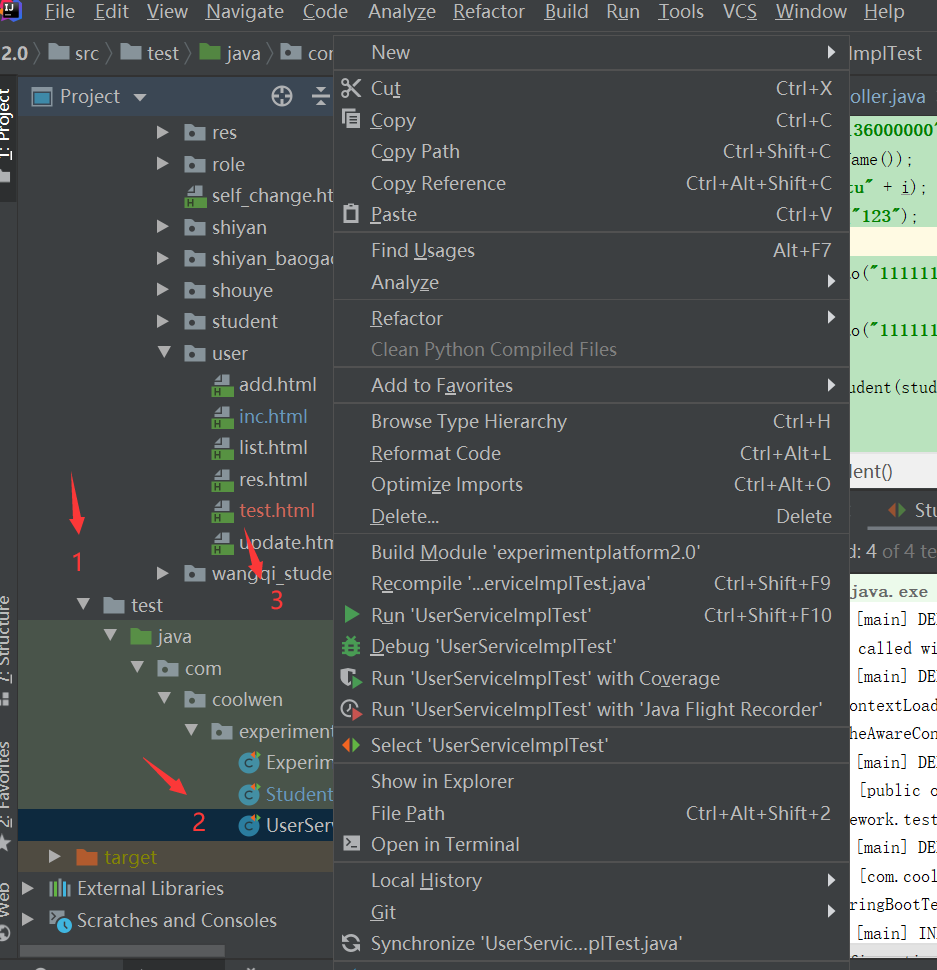 File Edit View Navigate Code Analyze Refactor Build Run Tools VCS Window Help
2.0 src test java ImplTest
New
1: Project
Project
Cut Ctrl+X
oller.java
Copy Ctrl+C
136000000"
res
Copy Path Ctrl+Shift+C
ame());
role
Copy Reference Ctrl+Alt+Shift+C
tu" + i);
self_change.ht
Paste Ctrl+V
"123");
shiyan
Find Usages Alt+F7
shiyan_baogao
Analyze
o("1111111
shouye
Refactor
student
o("1111111
Clean Python Compiled Files
user
Add to Favorites
add.html
udent(stud
Browse Type Hierarchy Ctrl+H
inc.html
Reformat Code Ctrl+Alt+L
list.html
ent()
Optimize Imports Ctrl+Alt+O
res.html
Delete... Delete
test.html
Stu
update.htm
Build Module 'experimentplatform2.0'
d: 4 of 4 te
1
wangqi_stude
Recompile '...erviceImplTest.java' Ctrl+Shift+F9
java.exe
3
test
Run 'UserServiceImplTest' Ctrl+Shift+F10
[main] DE
java
Debug 'UserServiceImplTest'
called wi
7: Structure
com
Run 'UserServiceImplTest' with Coverage
[main] DE
coolwen
Run 'UserServiceImplTest' with 'Java Flight Recorder'
ontextLoad
experiment
Select 'UserServiceImplTest'
heAwareCon
Experim
[main] DE
Show in Explorer
Student
[public o
File Path Ctrl+Alt+Shift+2
2
UserSer
ework.test
2: Favorites
Open in Terminal
[main] DE
target
Local History
[com.cool
External Libraries
Git
ringBootTe
Web
Scratches and Consoles
Synchronize 'UserServic...plTest.java'
[main] IN